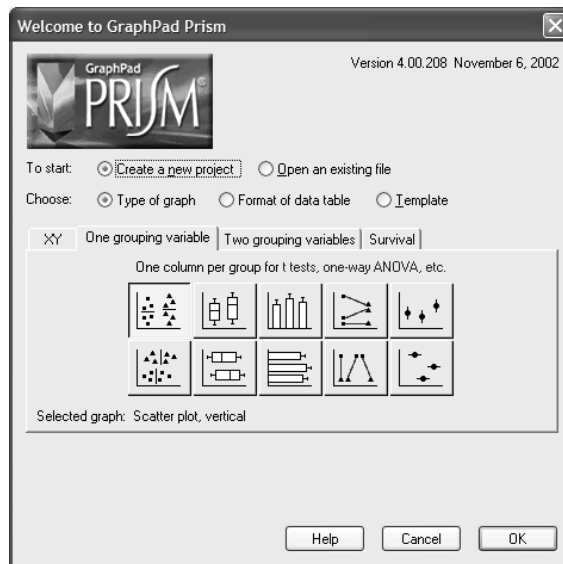 Welcome to GraphPad Prism
GraphPad
PRISM®
Version 4.00.208 November 6, 2002
To start: Create a new project Open an existing file
Choose: Type of graph Format of data table Template
XY One grouping variable Two grouping variables Survival
One column per group for t tests, one-way ANOVA, etc.
Selected graph: Scatter plot, vertical
Help Cancel OK